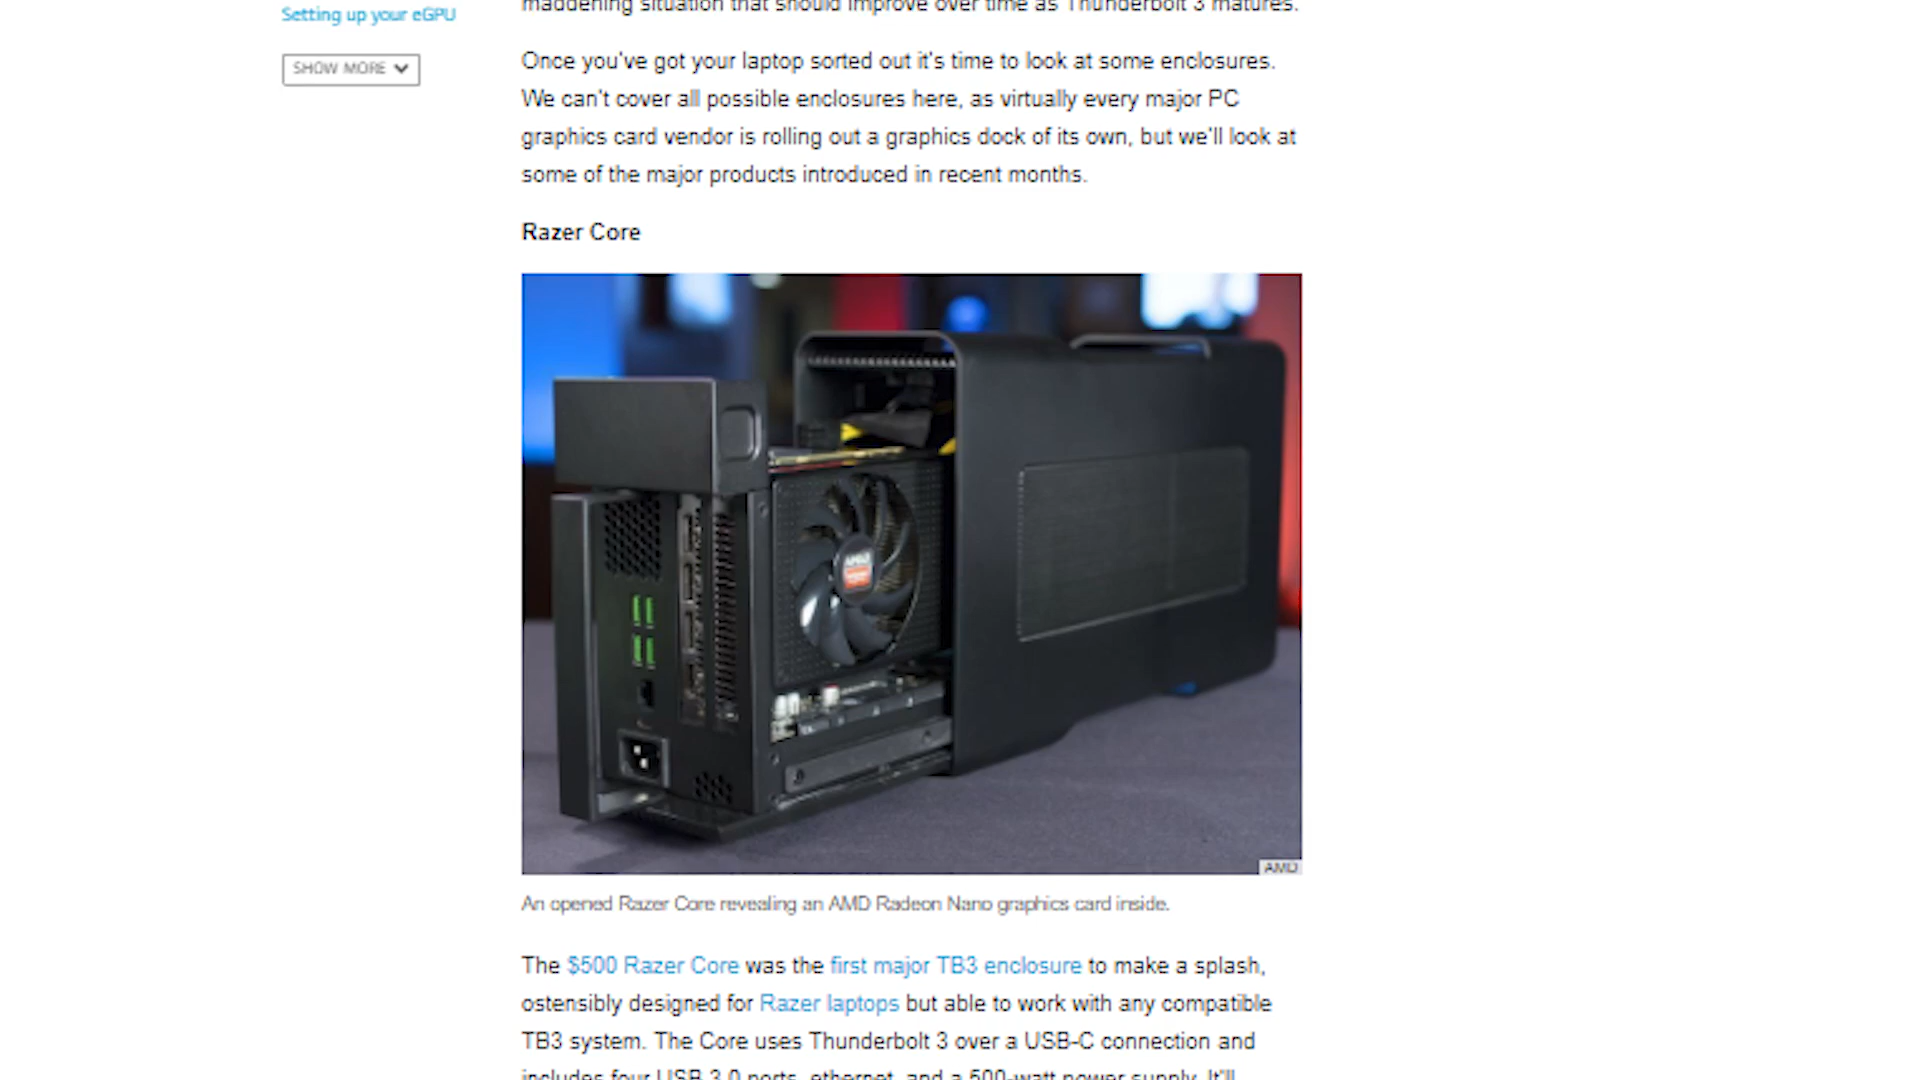 maddening situation that should improve over time as Thunderbolt 3 matures.
Setting up your eGPU
SHOW MORE
Once you've got your laptop sorted out it's time to look at some enclosures.
We can't cover all possible enclosures here, as virtually every major PC
graphics card vendor is rolling out a graphics dock of its own, but we'll look at
some of the major products introduced in recent months.
Razer Core
AMD
AMD
An opened Razer Core revealing an AMD Radeon Nano graphics card inside.
The $500 Razer Core was the first major TB3 enclosure to make a splash,
ostensibly designed for Razer laptops but able to work with any compatible
TB3 system. The Core uses Thunderbolt 3 over a USB-C connection and
includes four USB 3.0 ports, ethernet, and a 500-watt power supply. It'll